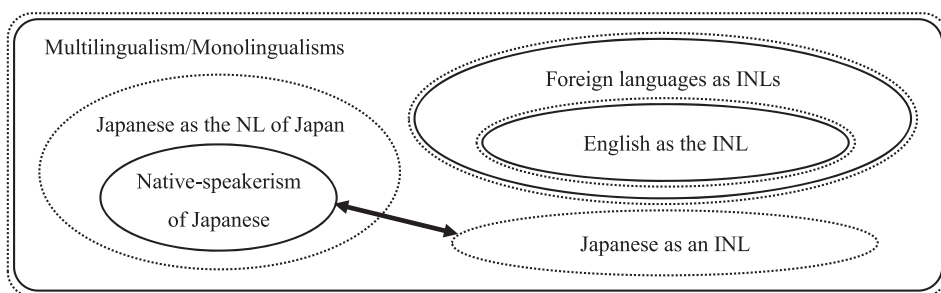 Multilingualism/Monolingualisms
Foreign languages as INLs
Japanese as the NL of Japan
English as the INL
Native-speakerism
of Japanese
Japanese as an INL